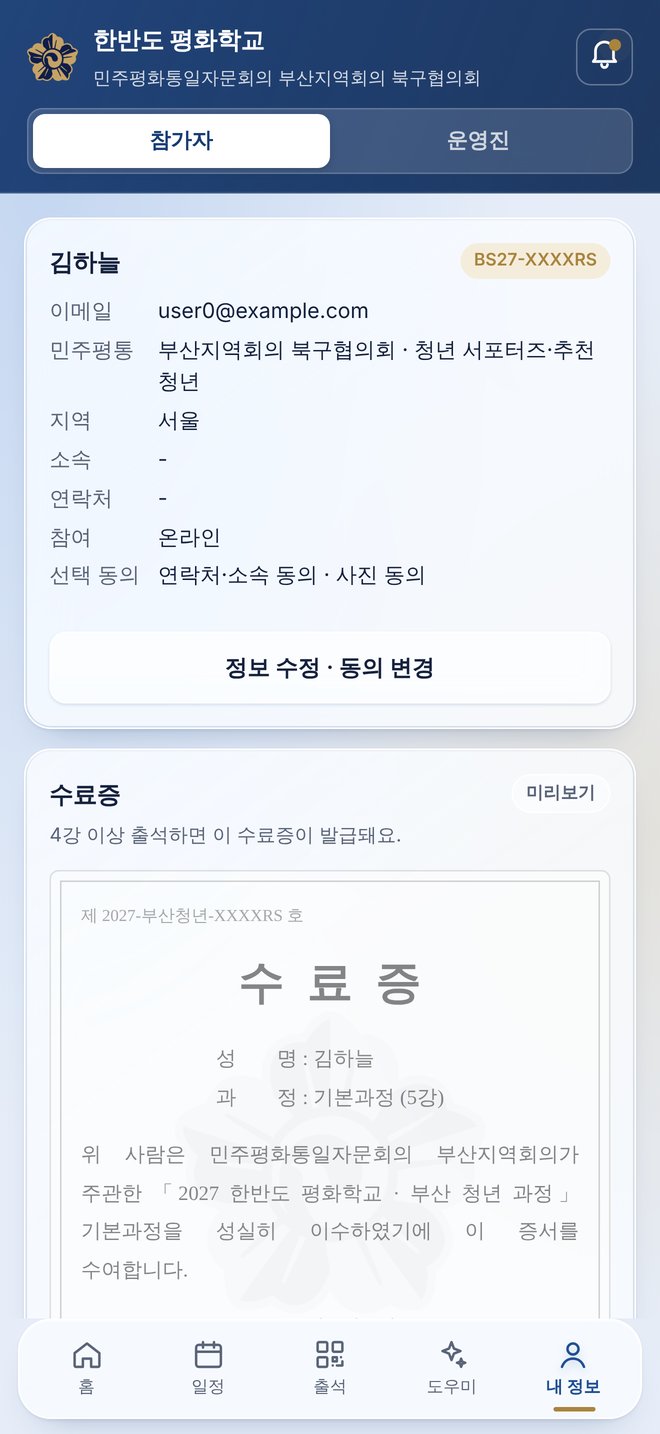 한반도 평화학교
민주평화통일자문회의 부산지역회의 북구협의회
참가자
운영진
김하늘
BS27-XXXXRS
이메일 user0@example.com
민주평통 부산지역회의 북구협의회 · 청년 서포터즈·추천
청년
지역 서울
소속 -
연락처 -
참여 온라인
선택 동의 연락처·소속 동의 · 사진 동의
정보 수정 · 동의 변경
수료증
미리보기
4강 이상 출석하면 이 수료증이 발급돼요.
제 2027-부산청년-XXXXRS 호
수 료 증
성 명 : 김하늘
과 정 : 기본과정 (5강)
위 사람은 민주평화통일자문회의 부산지역회의가
주관한 「2027 한반도 평화학교 · 부산 청년 과정」
기본과정을 성실히 이수하였기에 이 증서를
수여합니다.
홈
일정
출석
도우미
내 정보